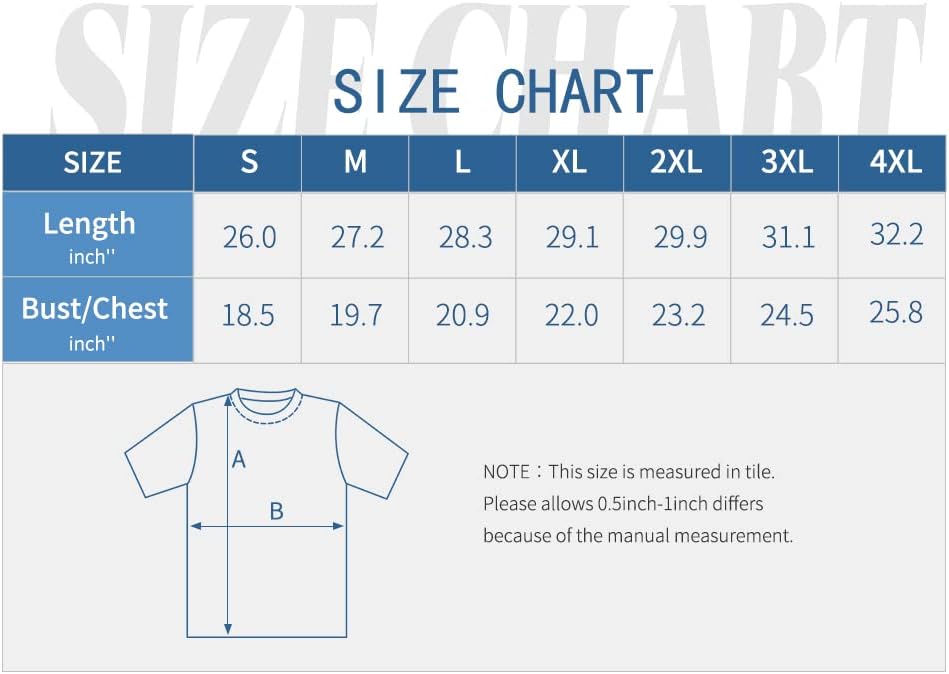 SIZE CHART
SIZE CHART
SIZE S M L XL 2XL 3XL 4XL
Length
inch''
26.0 27.2 28.3 29.1 29.9 31.1 32.2
Bust/Chest
inch''
18.5 19.7 20.9 22.0 23.2 24.5 25.8
A
B
NOTE：This size is measured in tile.
Please allows 0.5inch-1inch differs
because of the manual measurement.